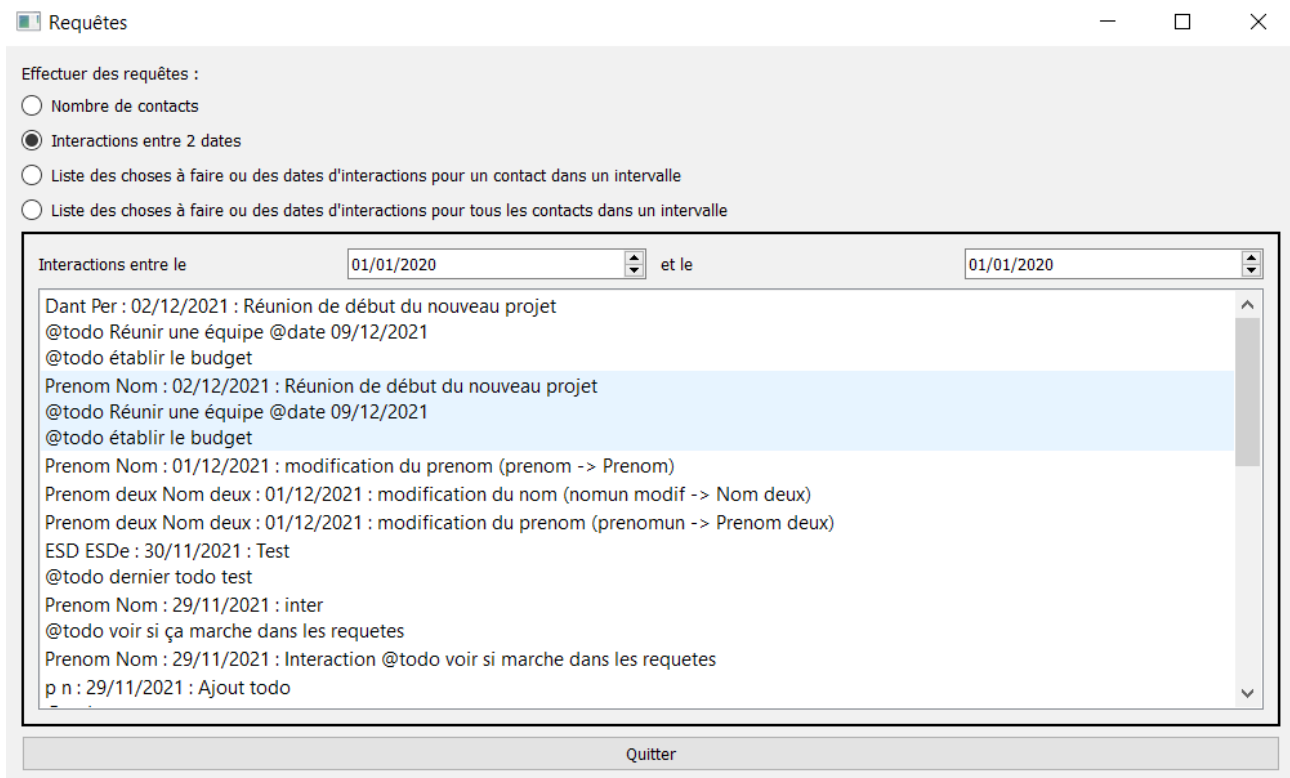 Requêtes
Effectuer des requêtes :
Nombre de contacts
Interactions entre 2 dates
Liste des choses à faire ou des dates d'interactions pour un contact dans un intervalle
Liste des choses à faire ou des dates d'interactions pour tous les contacts dans un intervalle
Interactions entre le 01/01/2020 et le 01/01/2020
Dant Per : 02/12/2021 : Réunion de début du nouveau projet
@todo Réunir une équipe @date 09/12/2021
@todo établir le budget
Prenom Nom : 02/12/2021 : Réunion de début du nouveau projet
@todo Réunir une équipe @date 09/12/2021
@todo établir le budget
Prenom Nom : 01/12/2021 : modification du prenom (prenom -> Prenom)
Prenom deux Nom deux : 01/12/2021 : modification du nom (nomun modif -> Nom deux)
Prenom deux Nom deux : 01/12/2021 : modification du prenom (prenomun -> Prenom deux)
ESD ESDe : 30/11/2021 : Test
@todo dernier todo test
Prenom Nom : 29/11/2021 : inter
@todo voir si ça marche dans les requetes
Prenom Nom : 29/11/2021 : Interaction @todo voir si marche dans les requetes
p n : 29/11/2021 : Ajout todo
Quitter